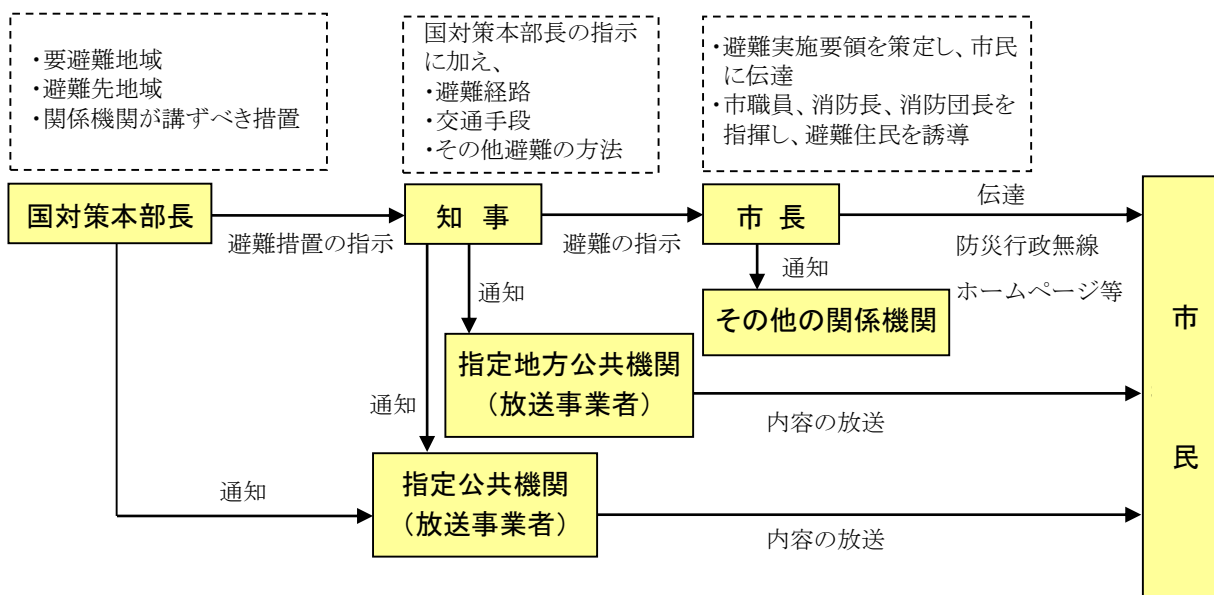 ・要避難地域
・避難先地域
・関係機関が講ずべき措置
国対策本部長の指示
に加え、
・避難経路
・交通手段
・その他避難の方法
・避難実施要領を策定し、市民
に伝達
・市職員、消防長、消防団長を
指揮し、避難住民を誘導
国対策本部長
避難措置の指示
知 事
避難の指示
市 長
伝達
防災行政無線
ホームページ等
通知
その他の関係機関
通知
指定地方公共機関
（放送事業者）
内容の放送
通知
指定公共機関
（放送事業者）
通知
内容の放送
市
民